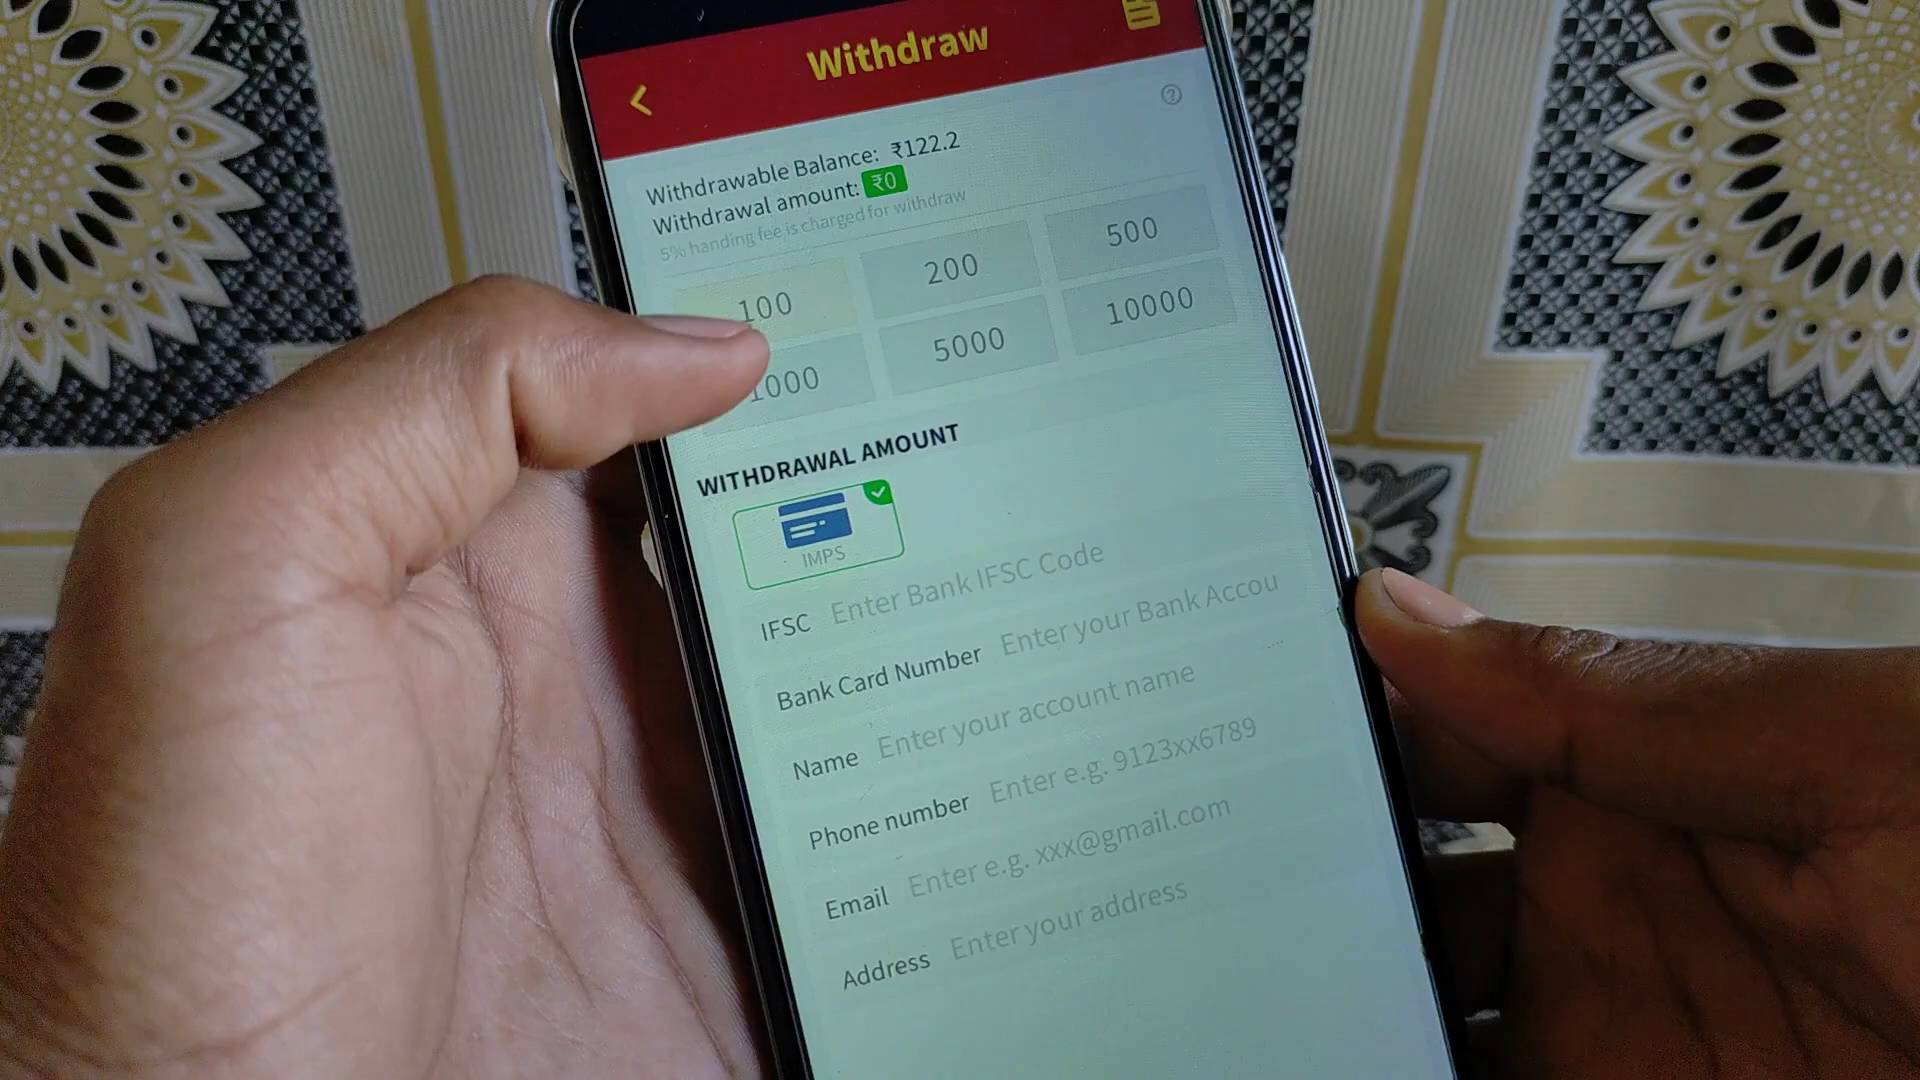 Withdraw
Withdrawable Balance: ₹122.2
Withdrawal amount: ₹0
5% handing fee is charged for withdraw
100 200 500
1000 5000 10000
WITHDRAWAL AMOUNT
IMPS
IFSC Enter Bank IFSC Code
Bank Card Number Enter your Bank Accou
Name Enter your account name
Phone number Enter e.g. 9123xx6789
Email Enter e.g. xxx@gmail.com
Address Enter your address